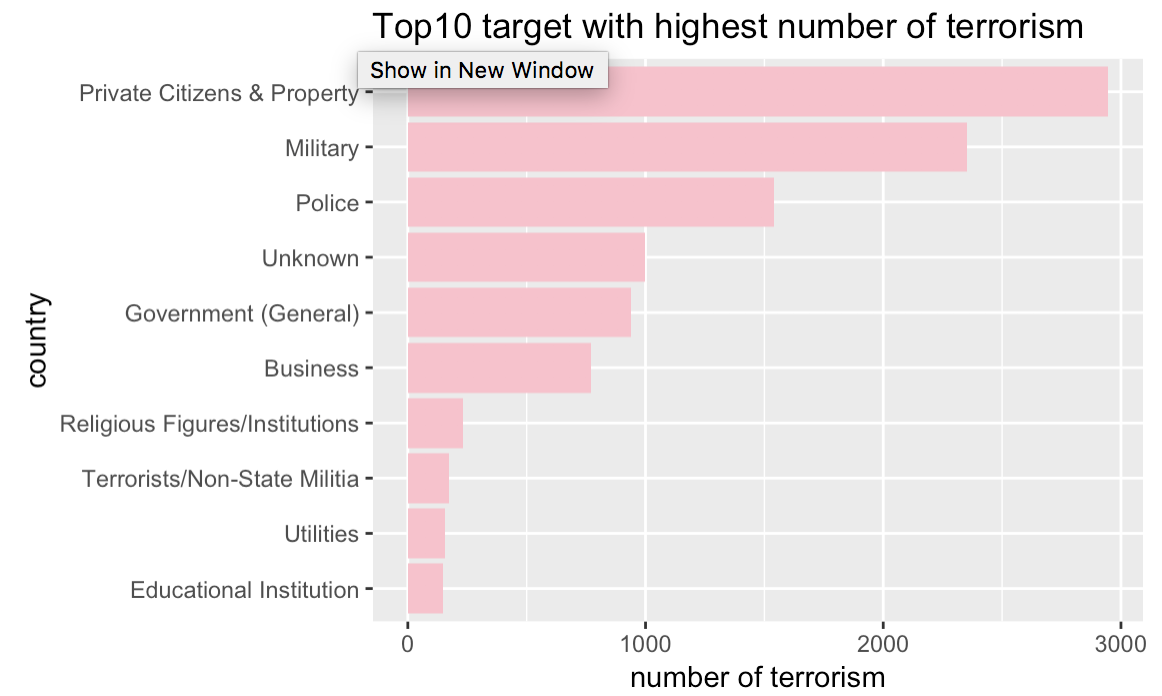 Top10 target with highest number of terrorism
Show in New Window
Private Citizens & Property
Military
Police
Unknown
Government (General)
Business
Religious Figures/Institutions
Terrorists/Non-State Militia
Utilities
Educational Institution
country
0 1000 2000 3000
number of terrorism